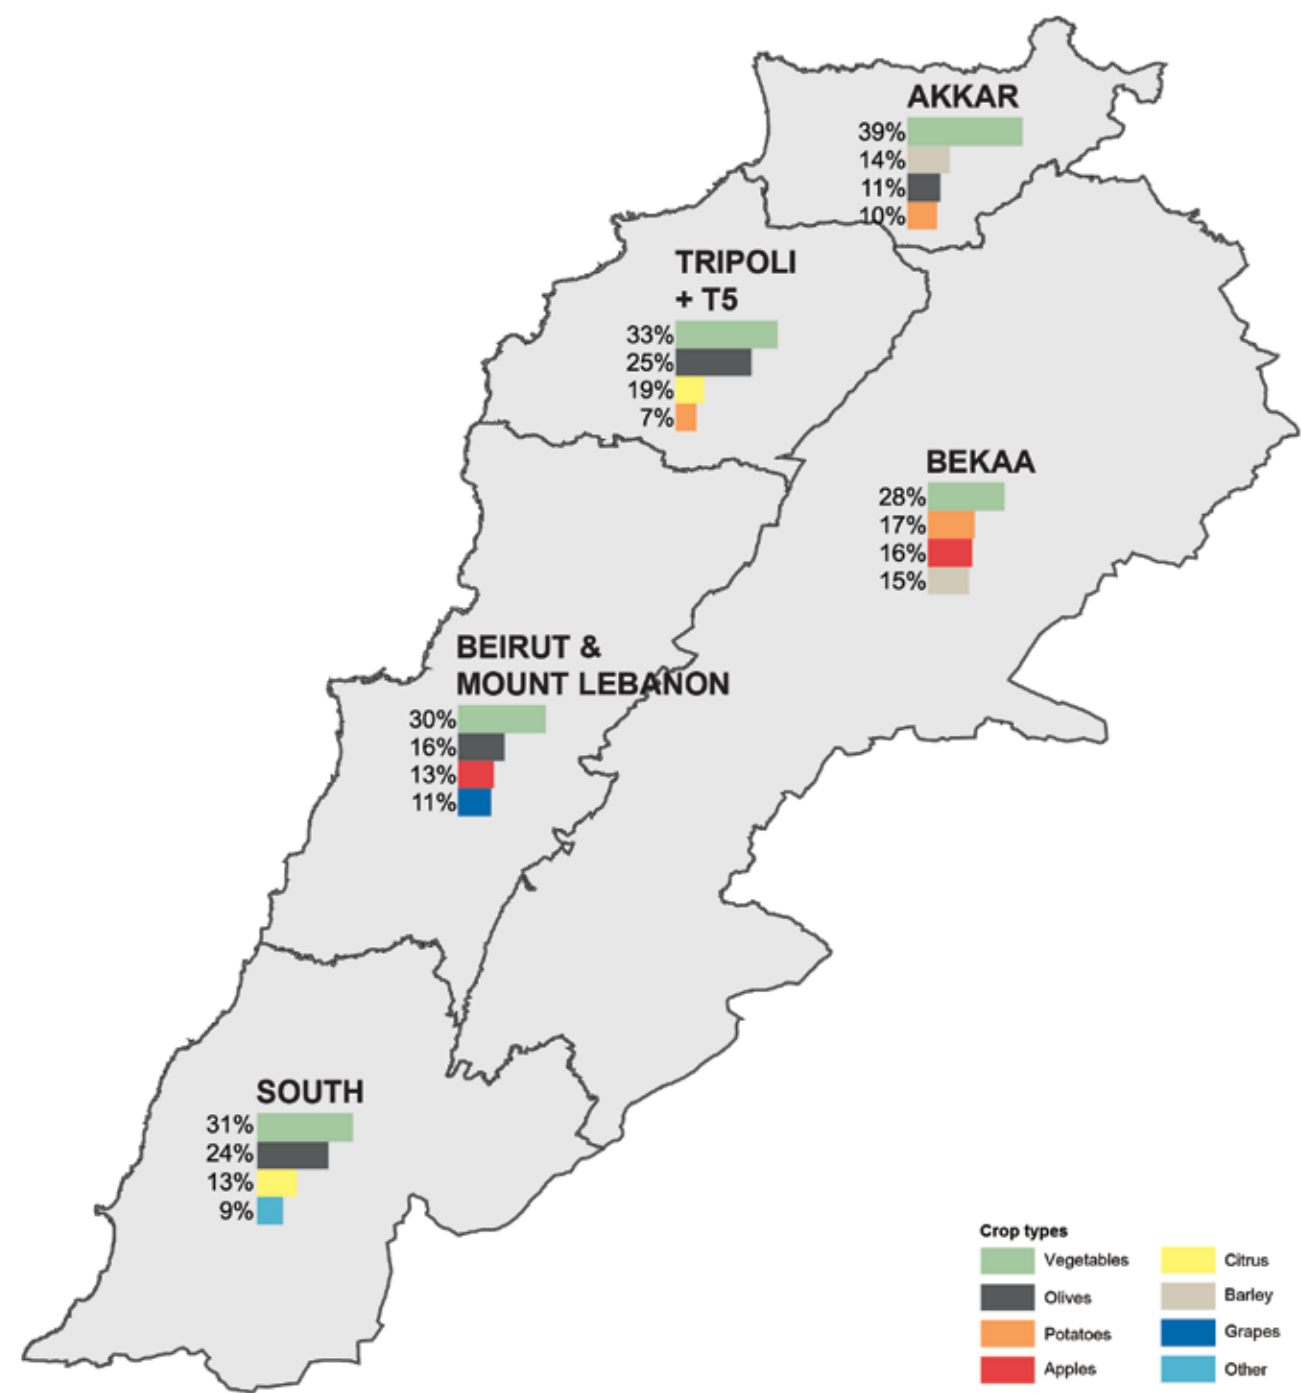 AKKAR
39%
14%
11%
10%
TRIPOLI
+ T5
33%
25%
19%
7%
BEKAA
28%
17%
16%
15%
BEIRUT &
MOUNT LEBANON
30%
16%
13%
11%
SOUTH
31%
24%
13%
9%
Crop types
Vegetables
Olives
Potatoes
Apples
Citrus
Barley
Grapes
Other